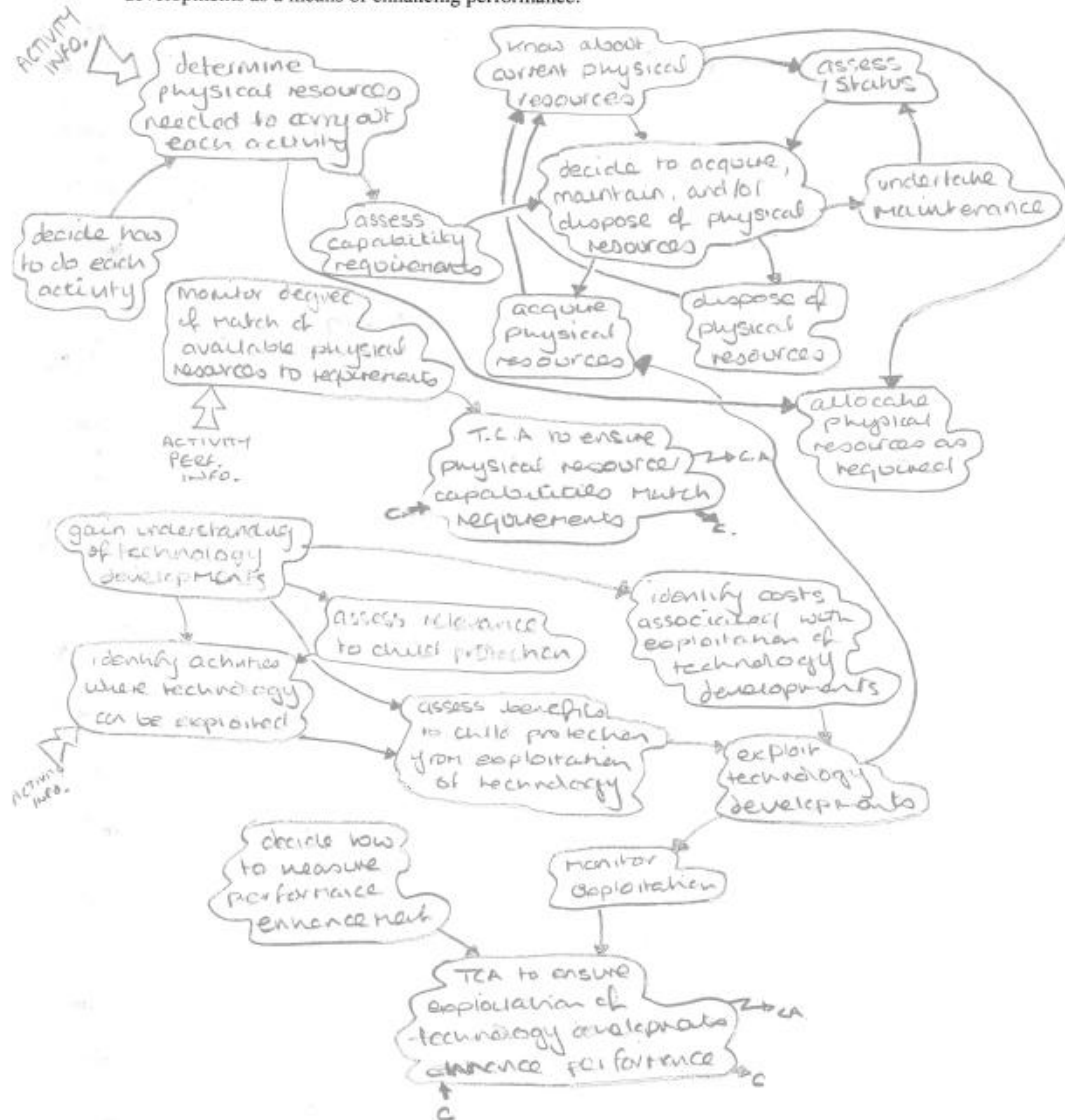 developments as a means of enhancing performance.
ACTIVITY
INFO.
determine
physical resources
needed to carry out
each activity
know about
current physical
resources
assess
status
decide to acquire,
maintain, and/or
dispose of physical
resources
undertake
maintenance
assess
capability
requirements
decide how
to do each
activity
acquire
physical
resources
dispose of
physical
resources
monitor degree
of match of
available physical
resources to requirements
ACTIVITY
PERF.
INFO.
allocate
physical
resources as
required
T.C.A to ensure
physical resource
capabilities match
requirements
C.
C.A
C.
gain understanding
of technology
developments
assess relevance
to child protection
identify costs
associated with
exploitation of
technology
developments
identify activities
where technology
can be exploited
ACTIVITY
INFO.
assess benefits
to child protection
from exploitation
of technology
exploit
technology
developments
decide how
to measure
performance
enhancement
monitor
exploitation
TCA to ensure
exploitation of
technology developments
enhance performance
CA
C
C